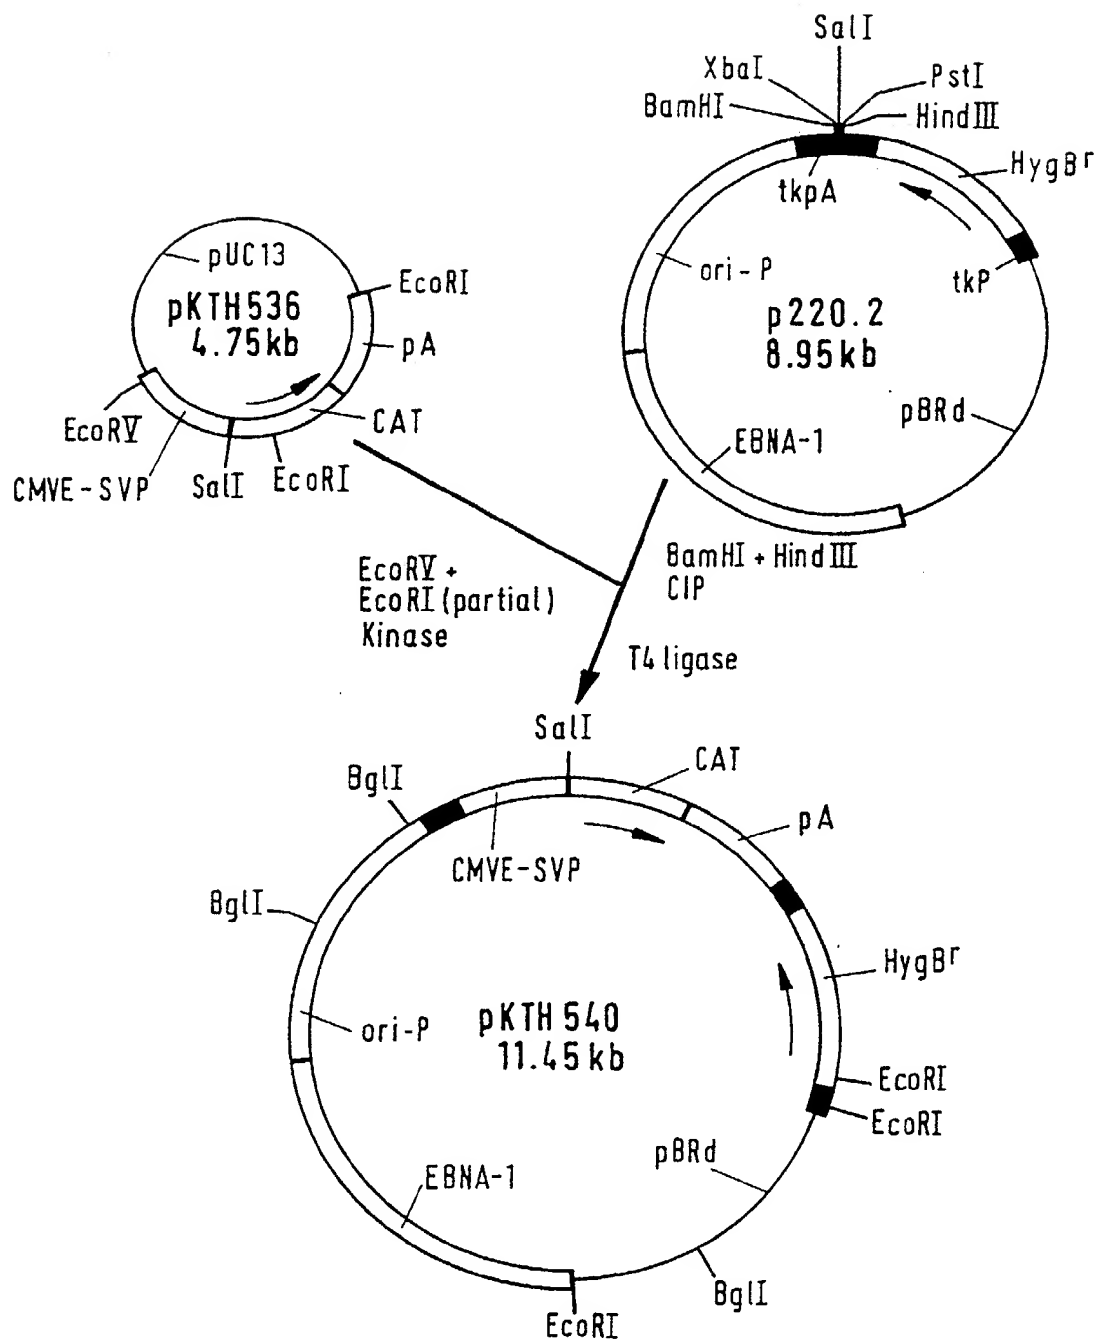 SalI
XbaI
PstI
BamHI
HindIII
HygBr
tkpA
tkP
ori-P
p220.2
8.95kb
pBRd
EBNA-1
pUC13
EcoRI
pKTH536
4.75kb
pA
EcoRV
CAT
CMVE-SVP
SalI
EcoRI
EcoRV +
EcoRI (partial)
Kinase
BamHI + HindIII
CIP
T4 ligase
SalI
BglI
CAT
pA
CMVE-SVP
BglI
HygBr
ori-P
pKTH540
11.45kb
EcoRI
EcoRI
pBRd
EBNA-1
BglI
EcoRI